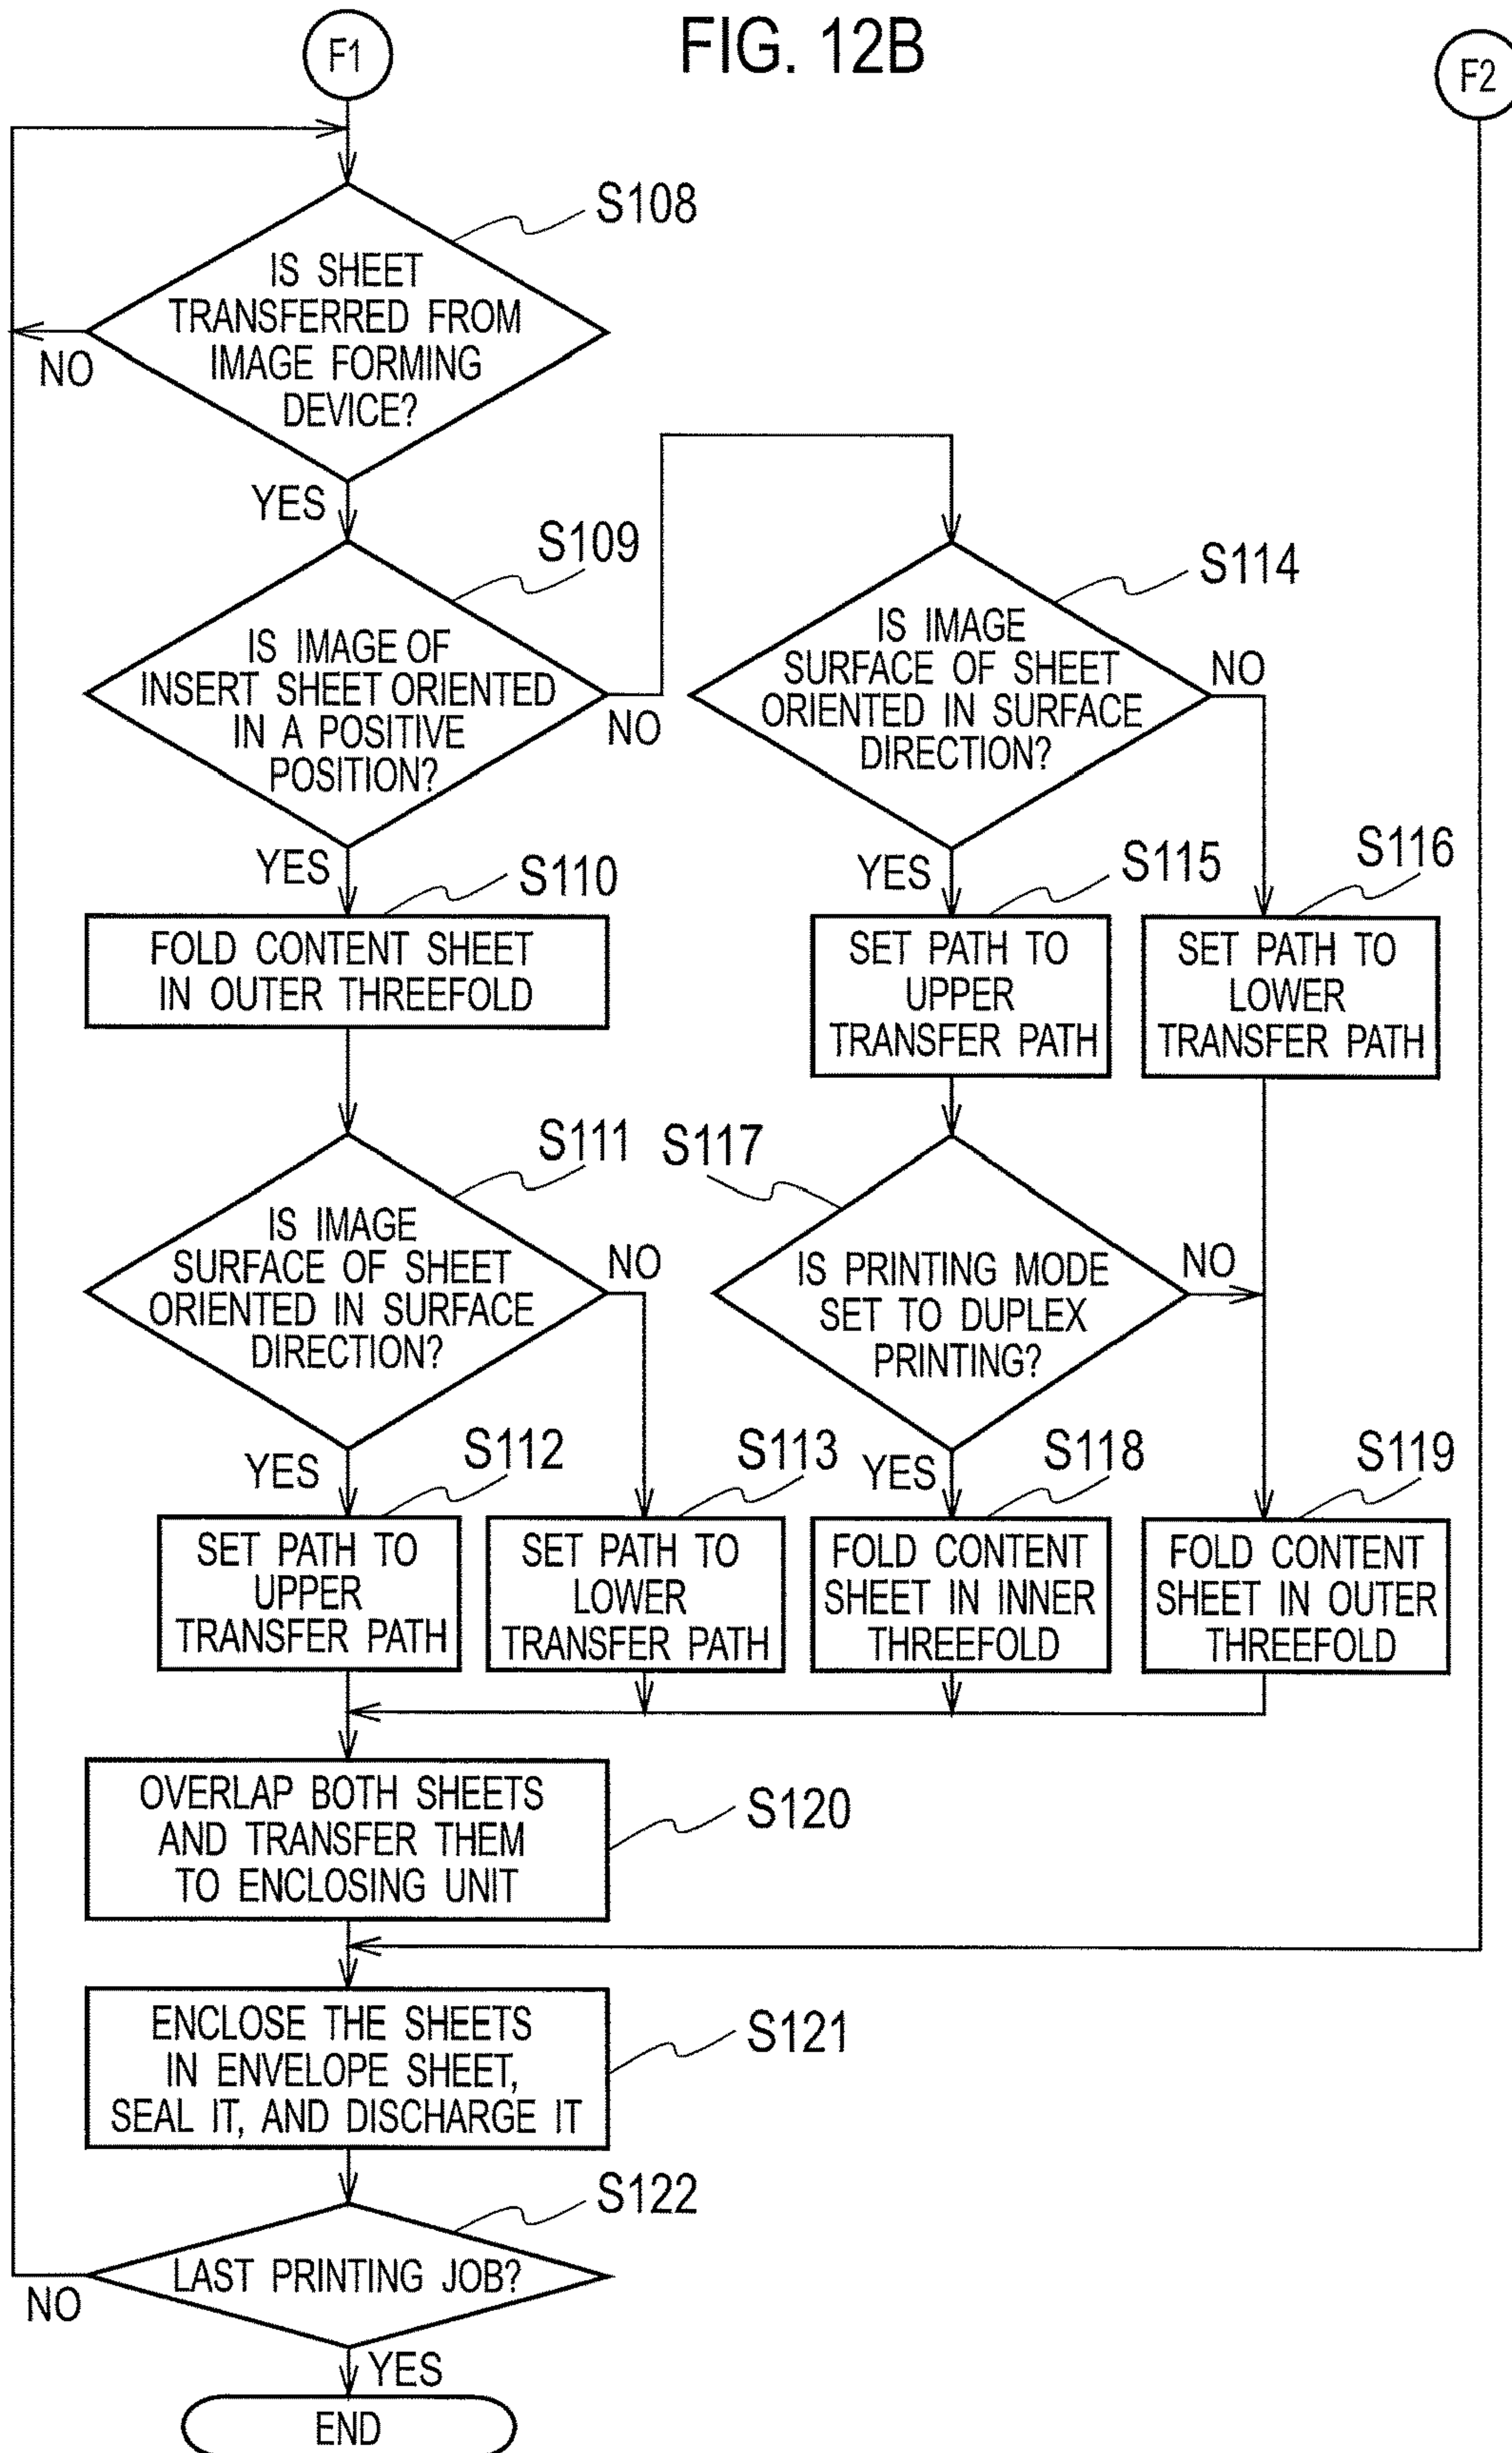 FIG. 12B
F1
F2
S108
IS SHEET
TRANSFERRED FROM
IMAGE FORMING
DEVICE?
NO
YES
S109
IS IMAGE OF
INSERT SHEET ORIENTED
IN A POSITIVE
POSITION?
NO
YES
S114
IS IMAGE
SURFACE OF SHEET
ORIENTED IN SURFACE
DIRECTION?
NO
YES
S110
FOLD CONTENT SHEET
IN OUTER THREEFOLD
S115
SET PATH TO
UPPER
TRANSFER PATH
S116
SET PATH TO
LOWER
TRANSFER PATH
S111
IS IMAGE
SURFACE OF SHEET
ORIENTED IN SURFACE
DIRECTION?
NO
YES
S117
IS PRINTING MODE
SET TO DUPLEX
PRINTING?
NO
YES
S112
SET PATH TO
UPPER
TRANSFER PATH
S113
SET PATH TO
LOWER
TRANSFER PATH
S118
FOLD CONTENT
SHEET IN INNER
THREEFOLD
S119
FOLD CONTENT
SHEET IN OUTER
THREEFOLD
OVERLAP BOTH SHEETS
AND TRANSFER THEM
TO ENCLOSING UNIT
S120
ENCLOSE THE SHEETS
IN ENVELOPE SHEET,
SEAL IT, AND DISCHARGE IT
S121
S122
LAST PRINTING JOB?
NO
YES
END